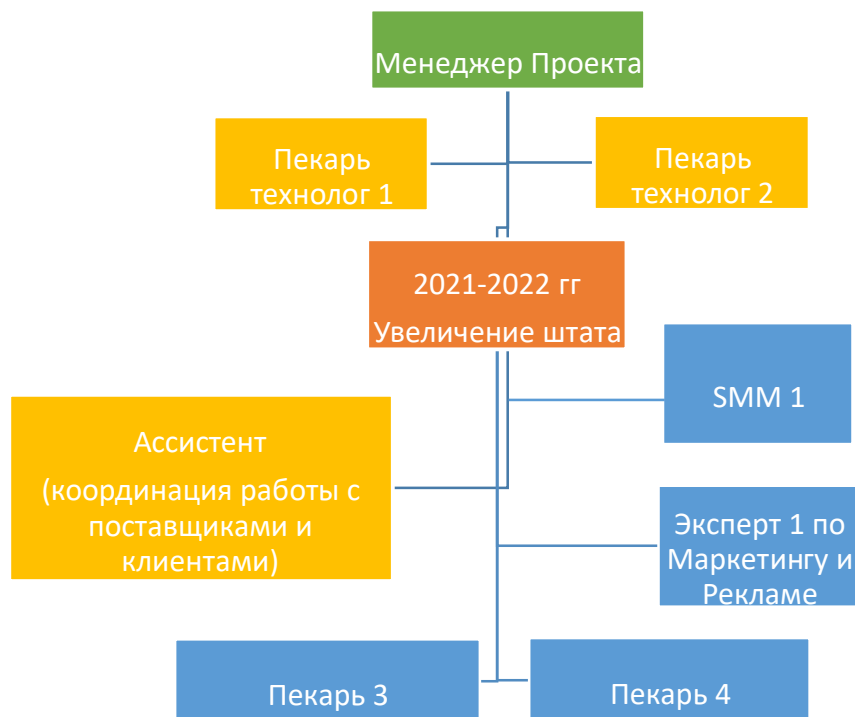 Менеджер Проекта
Пекарь
технолог 1
Пекарь
технолог 2
2021-2022 гг
Увеличение штата
SMM 1
Ассистент
(координация работы с
поставщиками и
клиентами)
Эксперт 1 по
Маркетингу и
Рекламе
Пекарь 3
Пекарь 4